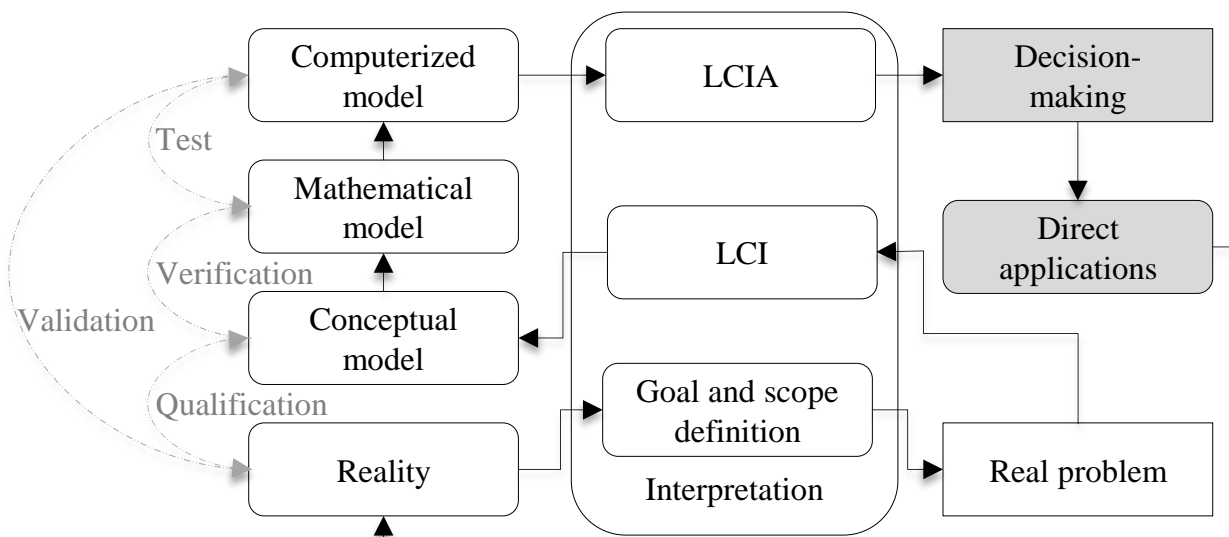 Computerized
model
LCIA
Decision-
making
Test
Mathematical
model
LCI
Direct
applications
Verification
Validation
Conceptual
model
Goal and scope
definition
Qualification
Reality
Interpretation
Real problem